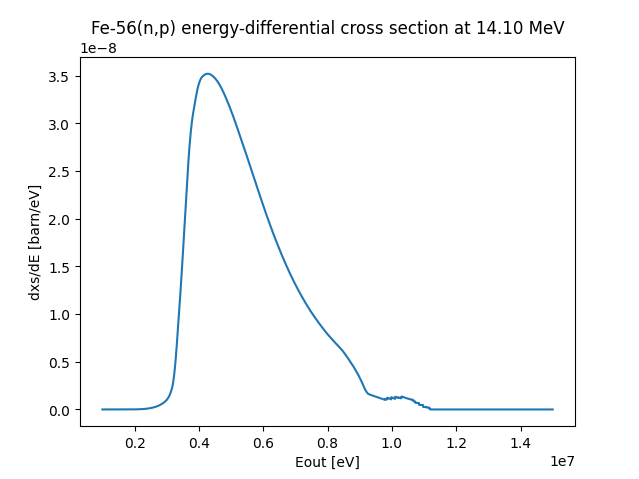 Fe-56(n,p) energy-differential cross section at 14.10 MeV
1e−8
3.5
3.0
2.5
2.0
1.5
1.0
0.5
0.0
dxs/dE [barn/eV]
0.2 0.4 0.6 0.8 1.0 1.2 1.4
Eout [eV]
1e7